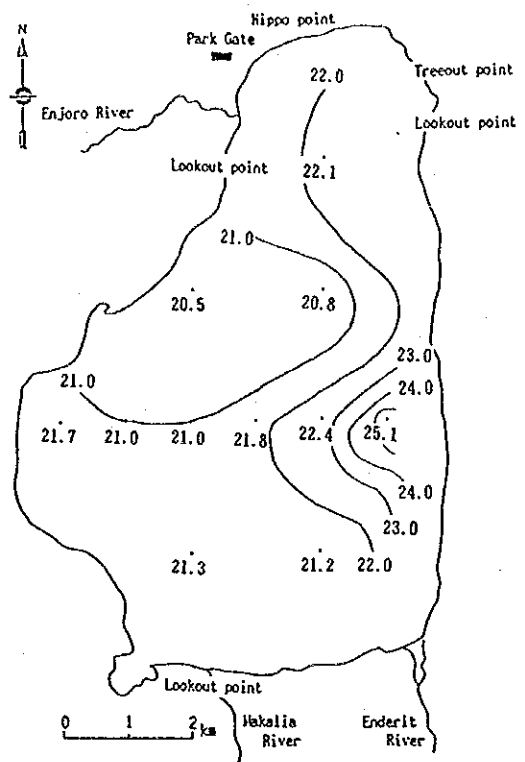 Hippo point
N
Park Gate
22.0
Treeout point
Enjoro River
Lookout point
Lookout point
22.1
21.0
20.5
20.8
23.0
21.0
24.0
21.7
21.0
21.0
21.8
22.4
25.1
24.0
23.0
21.3
21.2
22.0
Lookout point
0 1 2 km
Makalia River
Enderit River